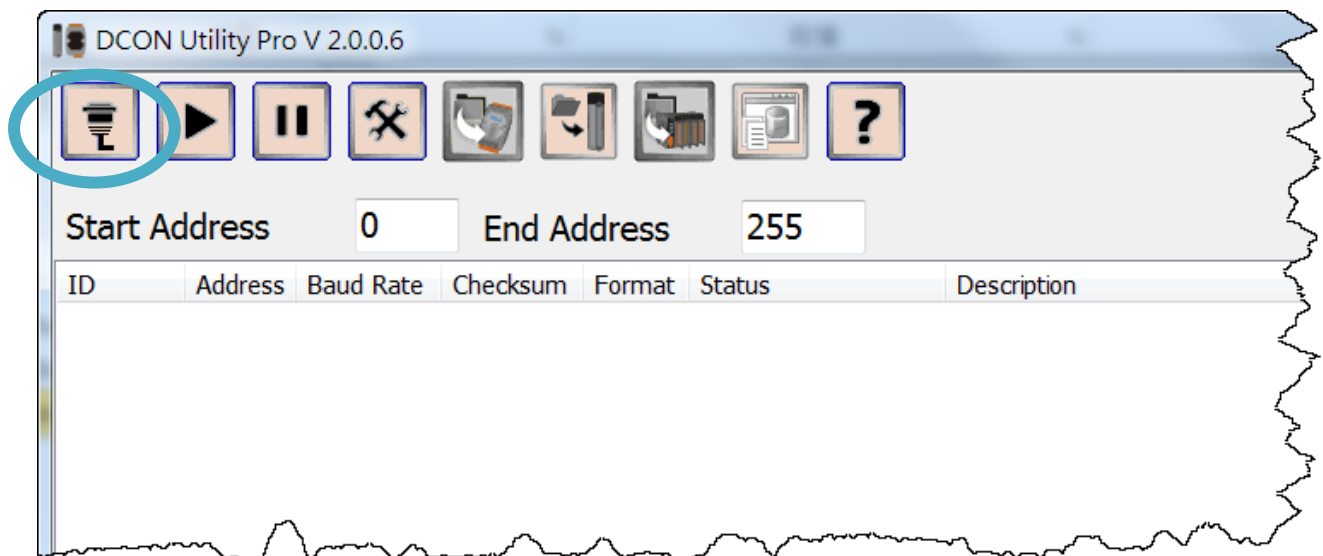 DCON Utility Pro V 2.0.0.6
?
Start Address 0 End Address 255
ID Address Baud Rate Checksum Format Status Description